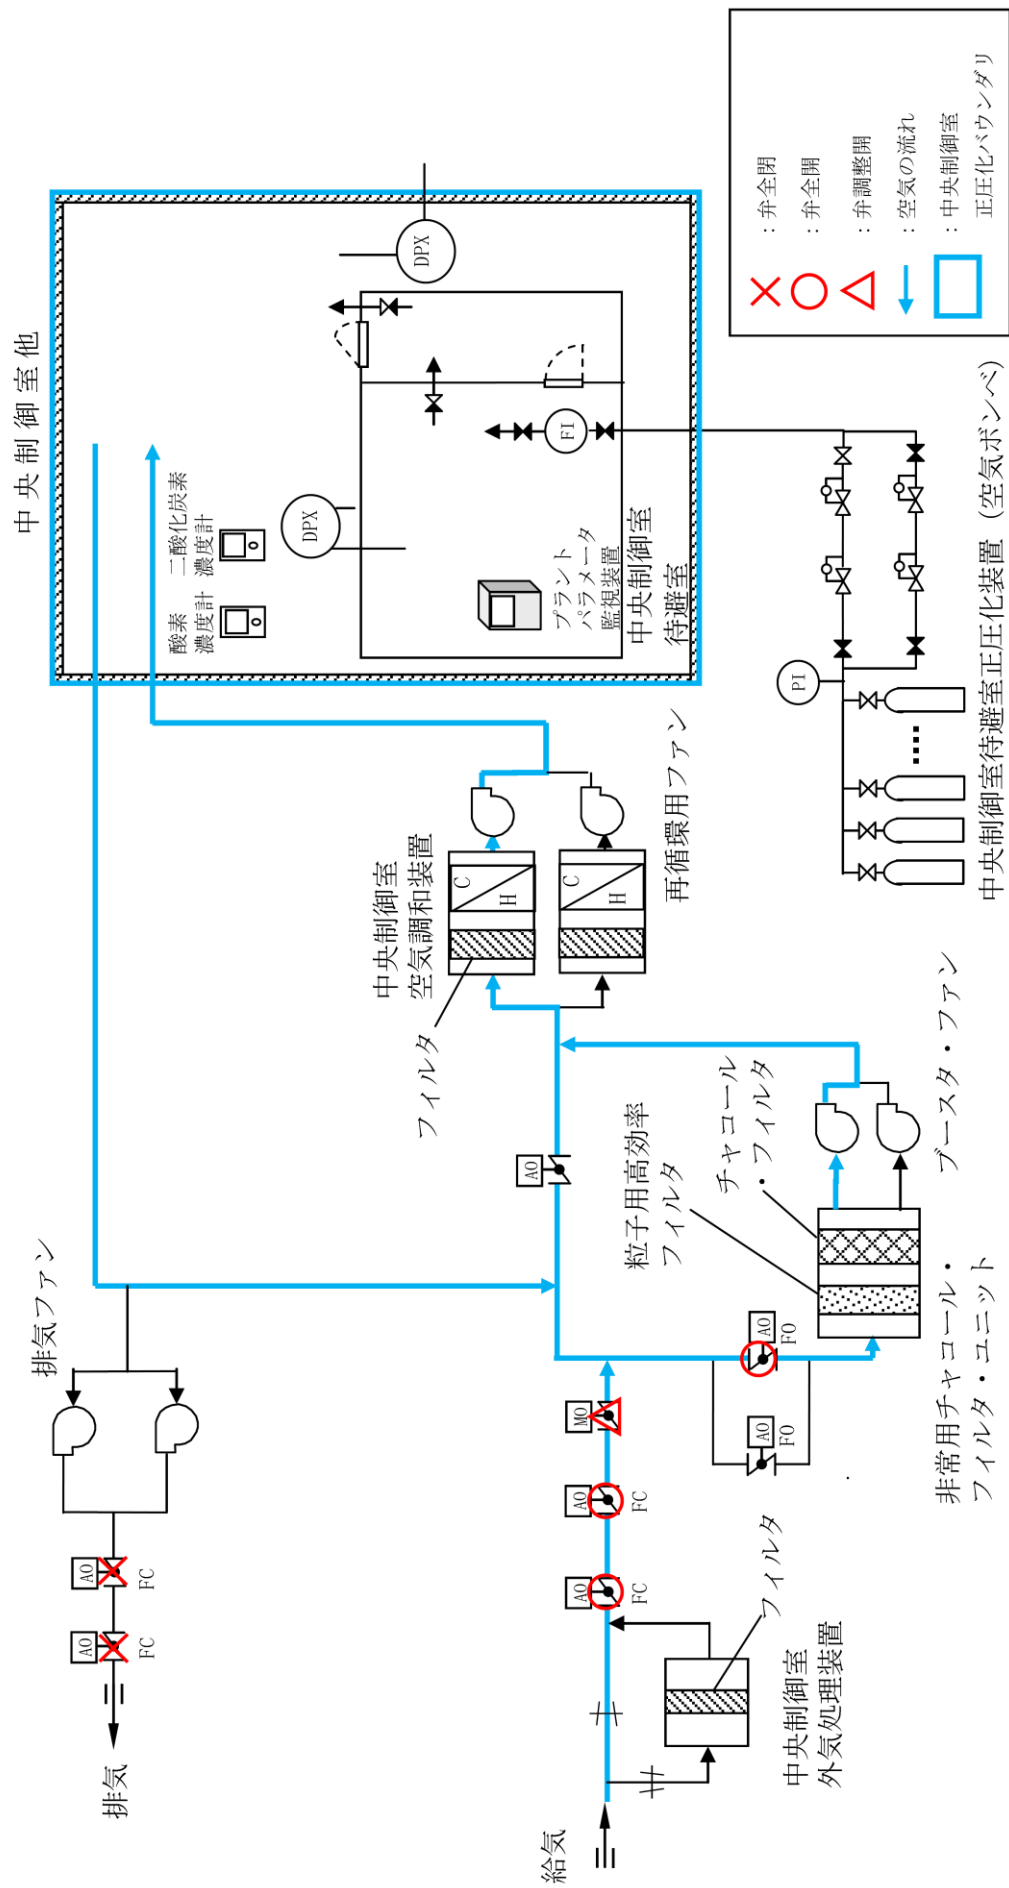 中央制御室他
酸素
濃度計
二酸化炭素
濃度計
DPX
DPX
プラント
パラメータ
監視装置
中央制御室
待避室
FI
PI
中央制御室待避室正圧化装置（空気ボンベ）
排気
排気ファン
AO
FC
AO
FC
中央制御室
空気調和装置
フィルタ
C
H
C
H
再循環用ファン
AO
給気
AO
FC
AO
FC
MO
フィルタ
中央制御室
外気処理装置
AO
FO
AO
FO
粒子用高効率
フィルタ
チャコール
・フィルタ
非常用チャコール・
フィルタ・ユニット
ブースタ・ファン
：弁全閉
：弁全開
：弁調整開
：空気の流れ
：中央制御室
正圧化バウンダリ